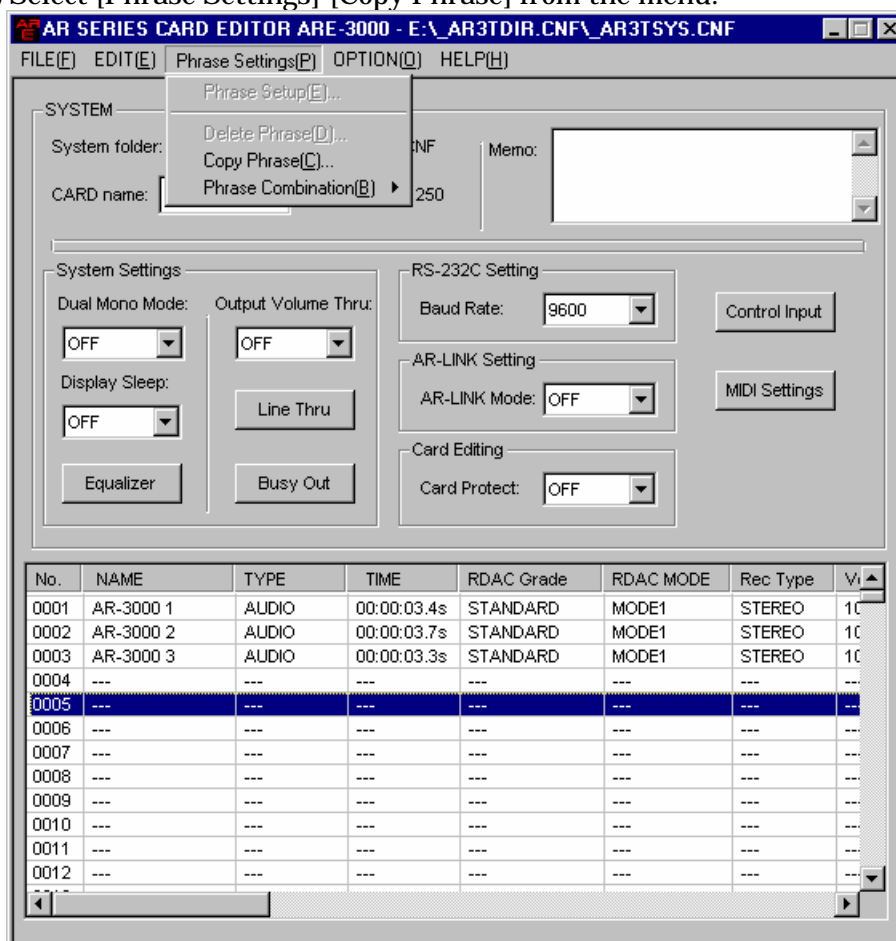 Select [Phrase Settings]-[Copy Phrase] from the menu.
AR SERIES CARD EDITOR ARE-3000 - E:\_AR3TDIR.CNF\_AR3TSYS.CNF
FILE(F) EDIT(E) Phrase Settings(P) OPTION(O) HELP(H)
Phrase Setup(E)...
Delete Phrase(D)...
Copy Phrase(C)...
Phrase Combination(B)
SYSTEM
System folder: CNF
Memo:
CARD name: 250
System Settings
Dual Mono Mode: Output Volume Thru:
OFF OFF
Display Sleep:
OFF Line Thru
Equalizer Busy Out
RS-232C Setting
Baud Rate: 9600
AR-LINK Setting
AR-LINK Mode: OFF
Card Editing
Card Protect: OFF
Control Input
MIDI Settings
No. NAME TYPE TIME RDAC Grade RDAC MODE Rec Type
0001 AR-3000 1 AUDIO 00:00:03.4s STANDARD MODE1 STEREO 10
0002 AR-3000 2 AUDIO 00:00:03.7s STANDARD MODE1 STEREO 10
0003 AR-3000 3 AUDIO 00:00:03.3s STANDARD MODE1 STEREO 10
0004 --- --- --- --- --- --- ---
0005 --- --- --- --- --- --- ---
0006 --- --- --- --- --- --- ---
0007 --- --- --- --- --- --- ---
0008 --- --- --- --- --- --- ---
0009 --- --- --- --- --- --- ---
0010 --- --- --- --- --- --- ---
0011 --- --- --- --- --- --- ---
0012 --- --- --- --- --- --- ---